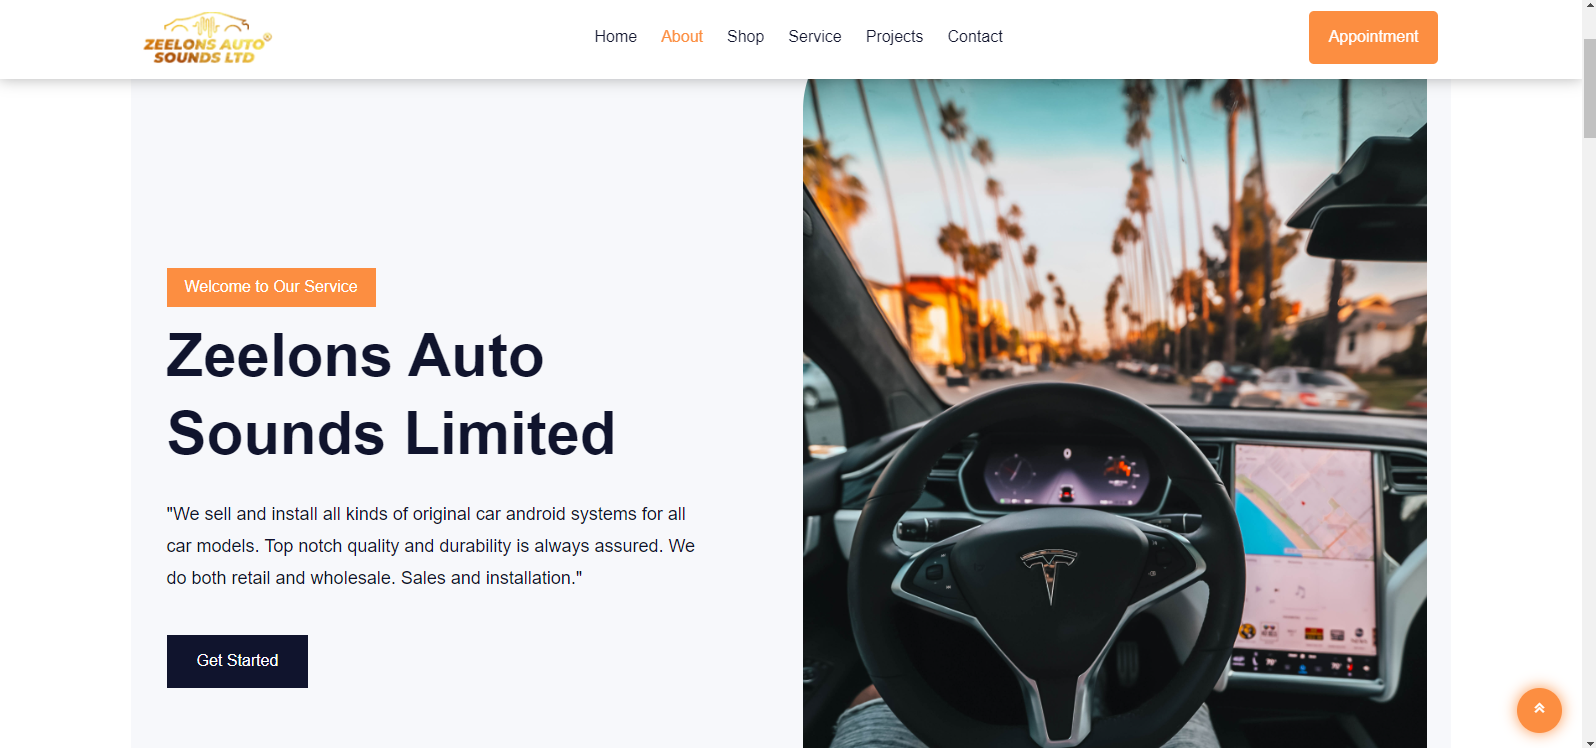 ZEELONS AUTO
SOUNDS LTD
Home About Shop Service Projects Contact
Appointment
Welcome to Our Service
Zeelons Auto
Sounds Limited
"We sell and install all kinds of original car android systems for all
car models. Top notch quality and durability is always assured. We
do both retail and wholesale. Sales and installation."
Get Started